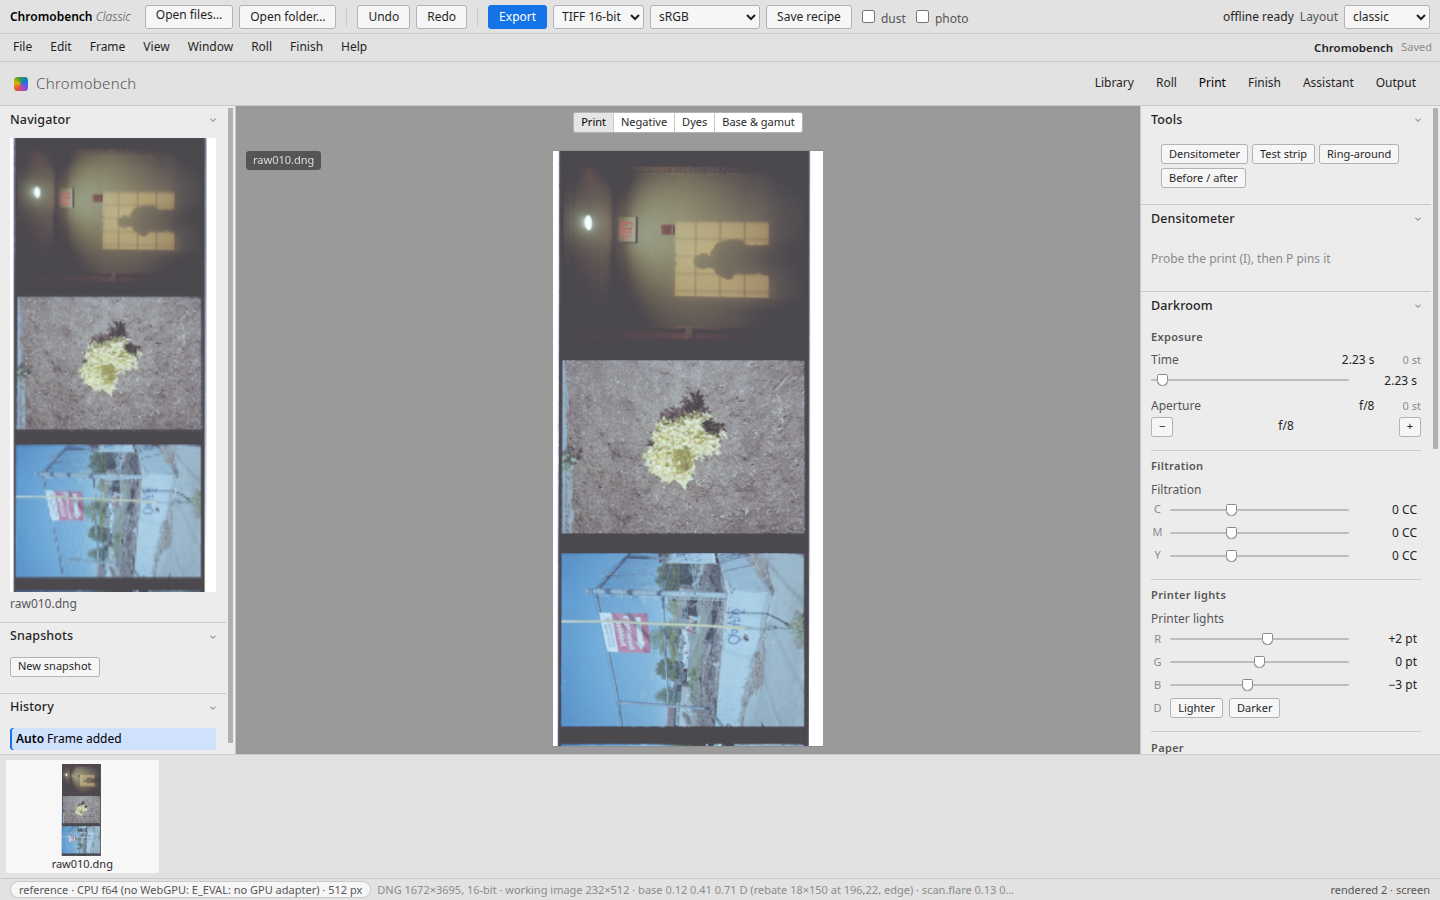 Chromobench Classic Open files... Open folder... Undo Redo Export TIFF 16-bit sRGB Save recipe dust photo offline ready Layout classic
File Edit Frame View Window Roll Finish Help Chromobench Saved
Chromobench Library Roll Print Finish Assistant Output
Navigator
raw010.dng
Snapshots
New snapshot
History
Auto Frame added
Print Negative Dyes Base & gamut
raw010.dng
Tools
Densitometer Test strip Ring-around
Before / after
Densitometer
Probe the print (I), then P pins it
Darkroom
Exposure
Time 2.23 s 0 st
2.23 s
Aperture f/8 0 st
− f/8 +
Filtration
Filtration
C 0 CC
M 0 CC
Y 0 CC
Printer lights
Printer lights
R +2 pt
G 0 pt
B −3 pt
D Lighter Darker
Paper
raw010.dng
reference · CPU f64 (no WebGPU: E_EVAL: no GPU adapter) · 512 px DNG 1672×3695, 16-bit · working image 232×512 · base 0.12 0.41 0.71 D (rebate 18×150 at 196,22, edge) · scan.flare 0.13 0... rendered 2 · screen